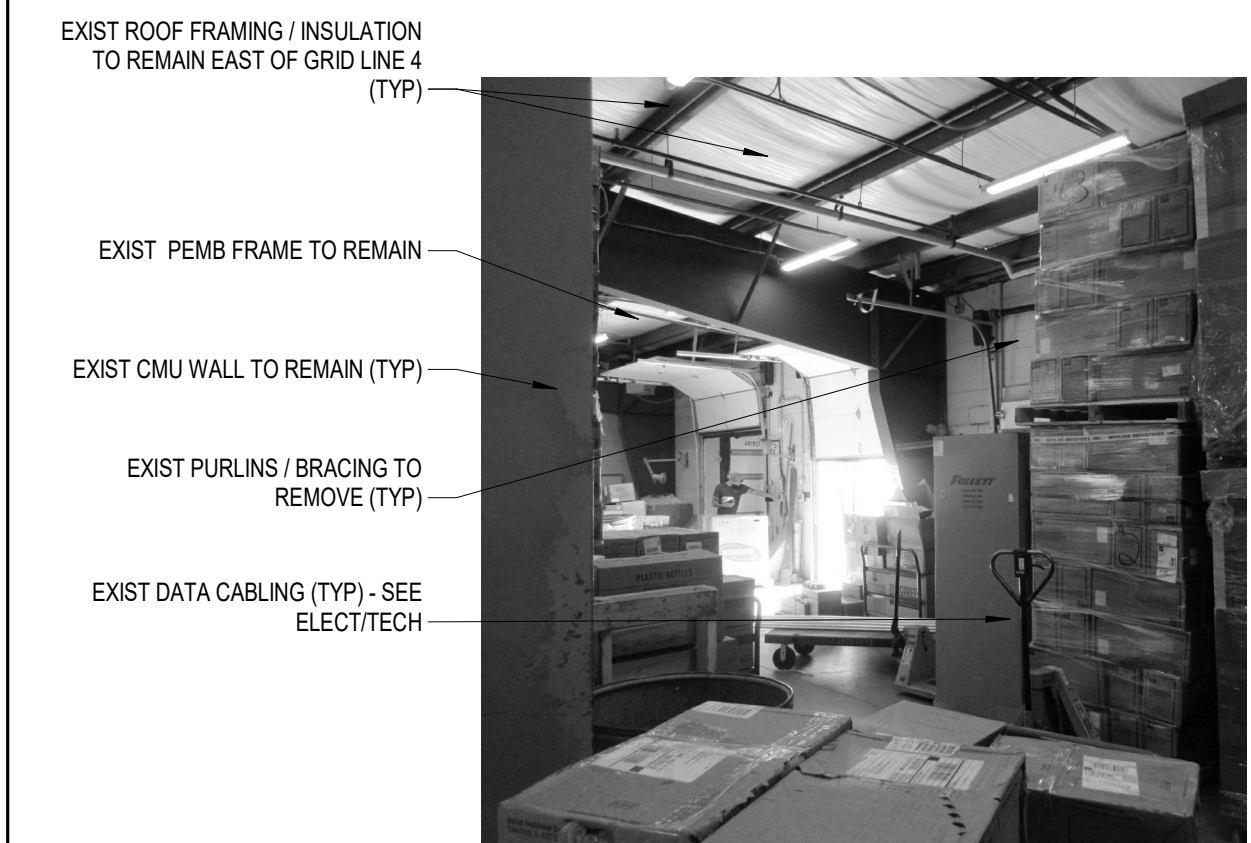 EXIST ROOF FRAMING / INSULATION
TO REMAIN EAST OF GRID LINE 4
(TYP)
EXIST PEMB FRAME TO REMAIN
EXIST CMU WALL TO REMAIN (TYP)
EXIST PURLINS / BRACING TO
REMOVE (TYP)
EXIST DATA CABLING (TYP) - SEE
ELECT/TECH
FOLLETT
PLASTIC BOTTLES
2